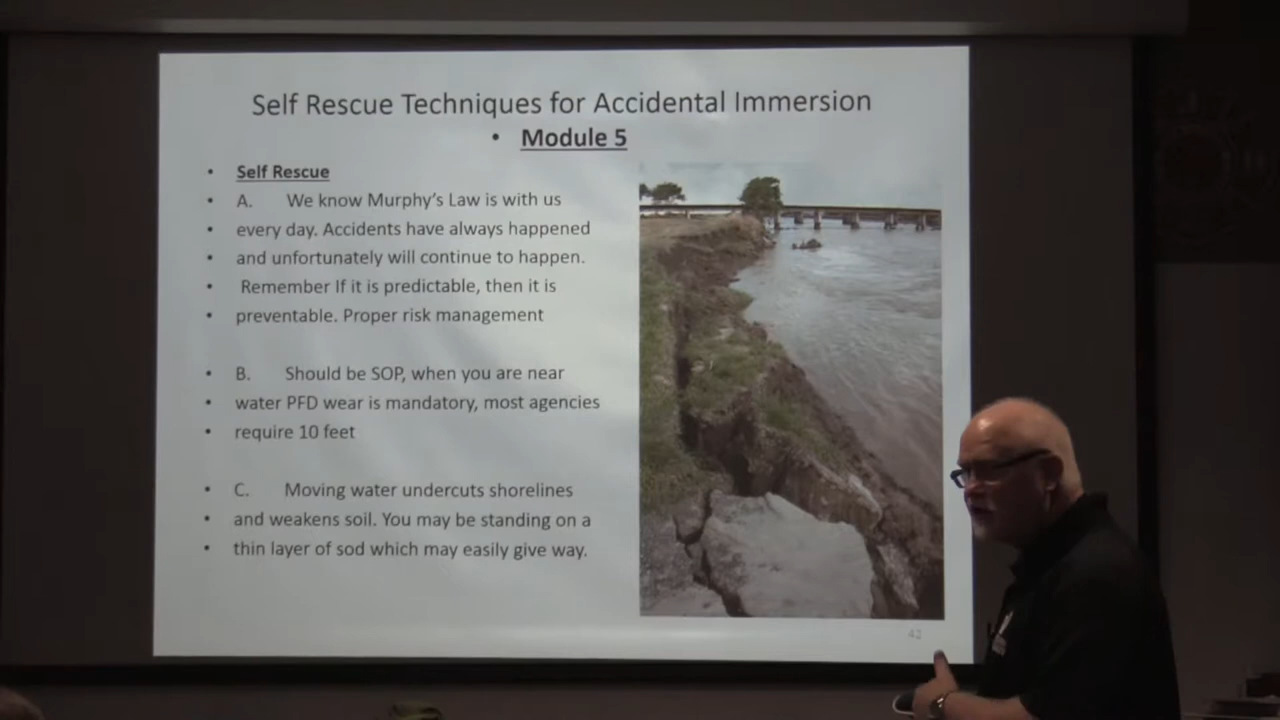 Self Rescue Techniques for Accidental Immersion
• Module 5
• Self Rescue
• A. We know Murphy's Law is with us
• every day. Accidents have always happened
• and unfortunately will continue to happen.
• Remember If it is predictable, then it is
• preventable. Proper risk management
• B. Should be SOP, when you are near
• water PFD wear is mandatory, most agencies
• require 10 feet
• C. Moving water undercuts shorelines
• and weakens soil. You may be standing on a
• thin layer of sod which may easily give way.
42